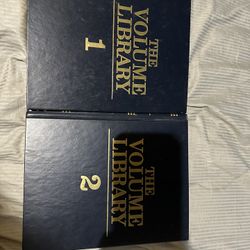 THE
VOLUME
LIBRARY
1
THE
VOLUME
LIBRARY
2